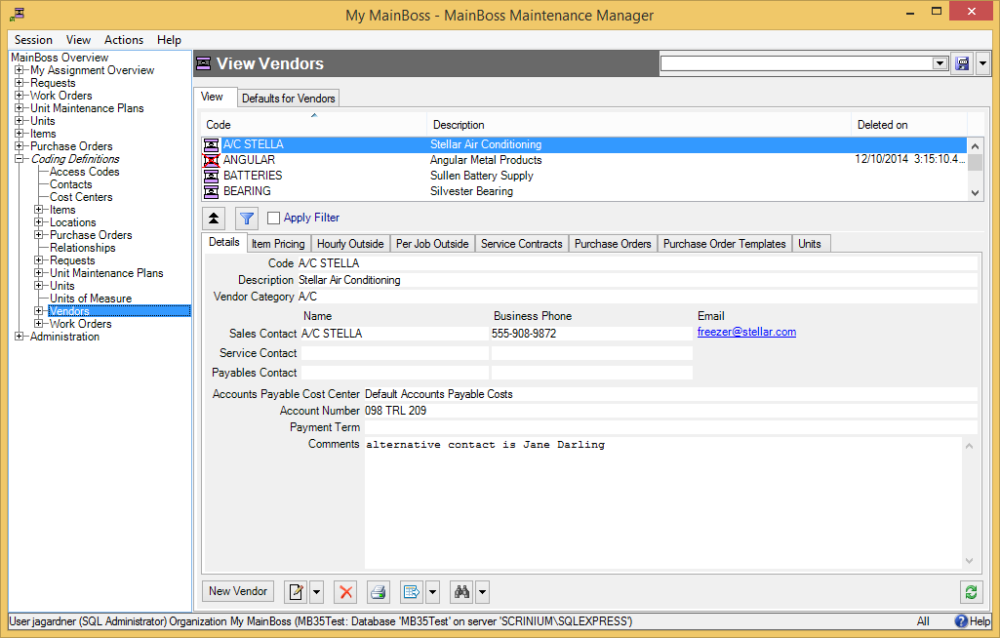 My MainBoss - MainBoss Maintenance Manager
Session View Actions Help
MainBoss Overview
My Assignment Overview
Requests
Work Orders
Unit Maintenance Plans
Units
Items
Purchase Orders
Coding Definitions
Access Codes
Contacts
Cost Centers
Items
Locations
Purchase Orders
Relationships
Requests
Unit Maintenance Plans
Units
Units of Measure
Vendors
Work Orders
Administration
View Vendors
View Defaults for Vendors
Code Description Deleted on
A/C STELLA Stellar Air Conditioning
ANGULAR Angular Metal Products 12/10/2014 3:15:10.4...
BATTERIES Sullen Battery Supply
BEARING Silvester Bearing
Apply Filter
Details Item Pricing Hourly Outside Per Job Outside Service Contracts Purchase Orders Purchase Order Templates Units
Code A/C STELLA
Description Stellar Air Conditioning
Vendor Category A/C
Name Business Phone Email
Sales Contact A/C STELLA 555-908-9872 freezer@stellar.com
Service Contact
Payables Contact
Accounts Payable Cost Center Default Accounts Payable Costs
Account Number 098 TRL 209
Payment Term
Comments alternative contact is Jane Darling
New Vendor
User jagardner (SQL Administrator) Organization My MainBoss (MB35Test: Database 'MB35Test' on server 'SCRINIUM\SQLEXPRESS') All Help